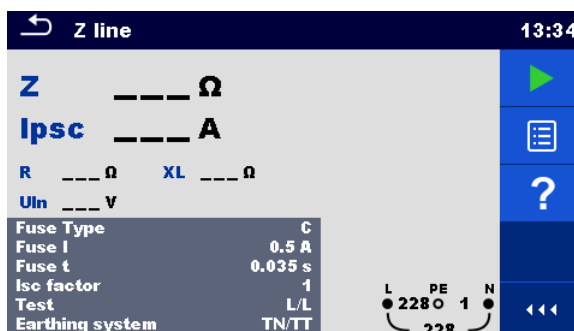 Z line 13:34
Z ___ Ω
Ipsc ___ A
R ___ Ω XL ___ Ω
Uln ___ V
Fuse Type C
Fuse I 0.5 A
Fuse t 0.035 s
Isc factor 1
Test L/L
Earthing system TN/TT
?
L PE N
228 1
228